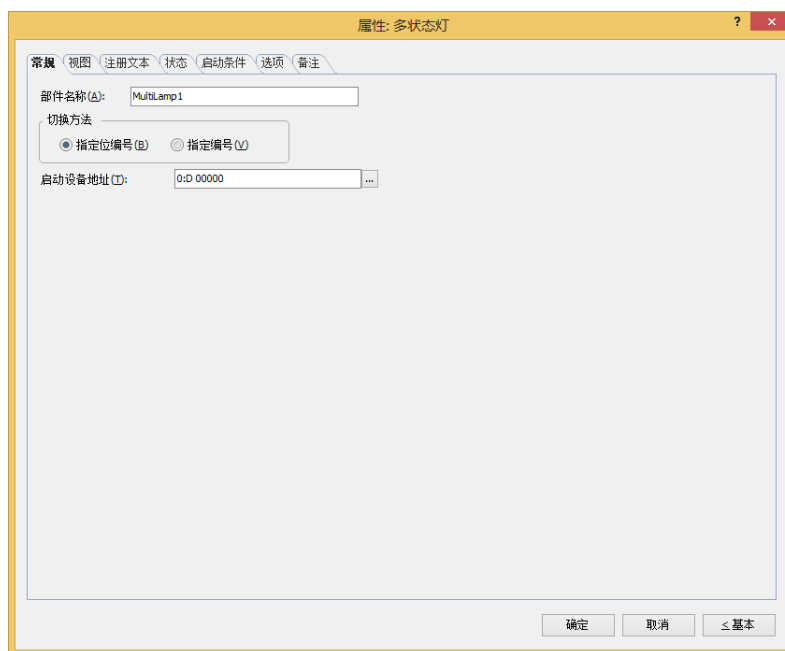 属性: 多状态灯 ? ×
常规 视图 注册文本 状态 启动条件 选项 备注
部件名称(A): MultiLamp1
切换方法
指定位编号(B) 指定编号(V)
启动设备地址(T): 0:D 00000 ...
确定 取消 <基本